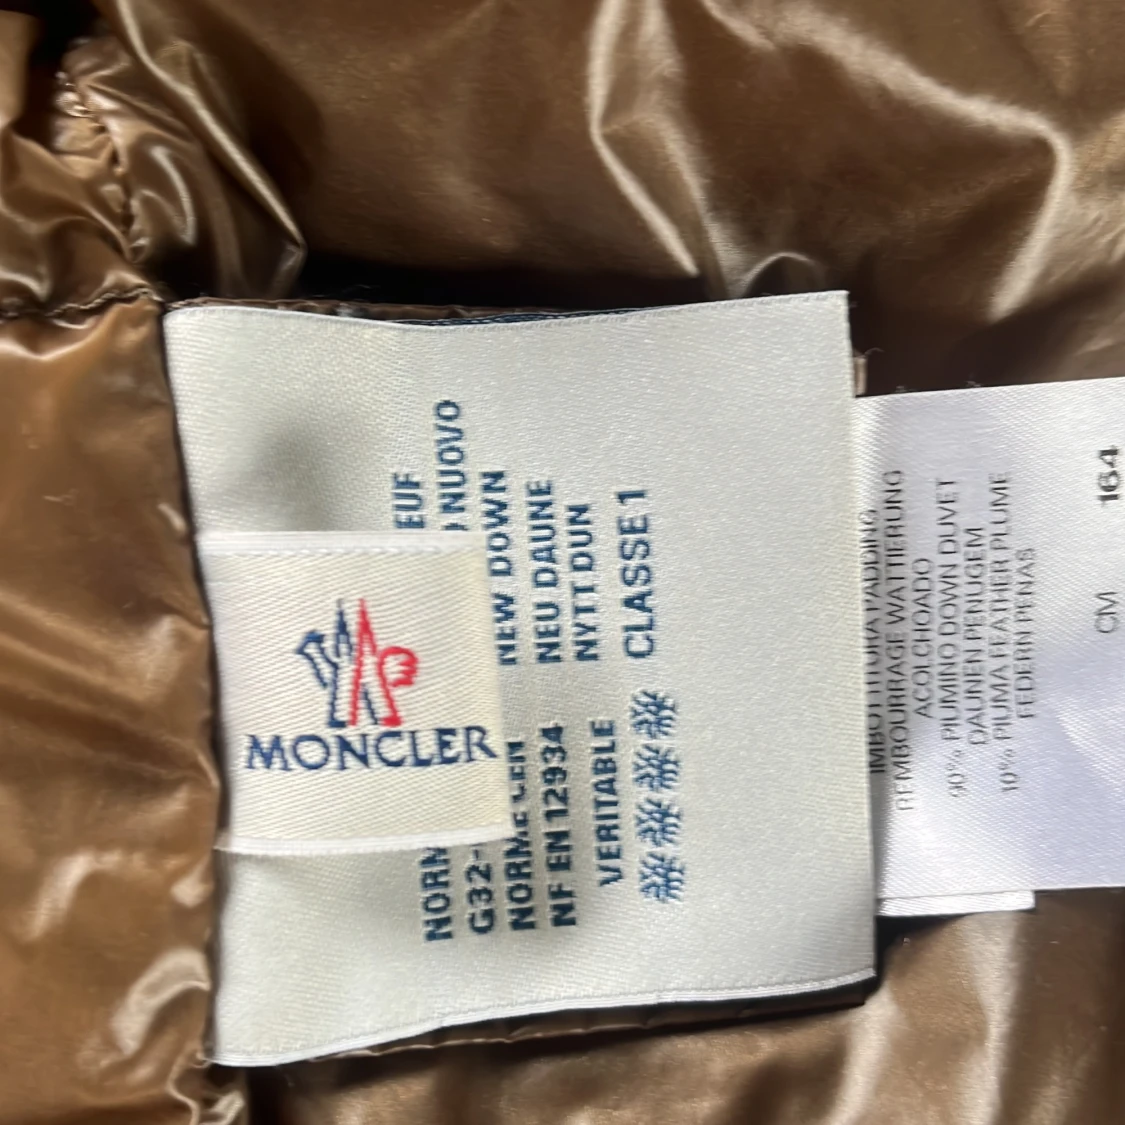 MONCLER
EUF
NUOVO
NEW DOWN
NEU DAUNE
NYTT DUN
NORM
G32-
NORME CEN
NF EN 12934
VERITABLE CLASSE 1
IMBOTTITURA PADDING
REMBOURRAGE WATTIERUNG
ACOLCHOADO
90% PIUMINO DOWN DUVET
DAUNEN PENUGEM
10% PIUMA FEATHER PLUME
FEDERN PENAS
CM 164